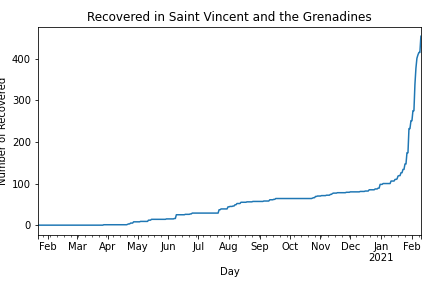 Recovered in Saint Vincent and the Grenadines
Number of Recovered
400
300
200
100
0
Feb Mar Apr May Jun Jul Aug Sep Oct Nov Dec Jan Feb
2021
Day